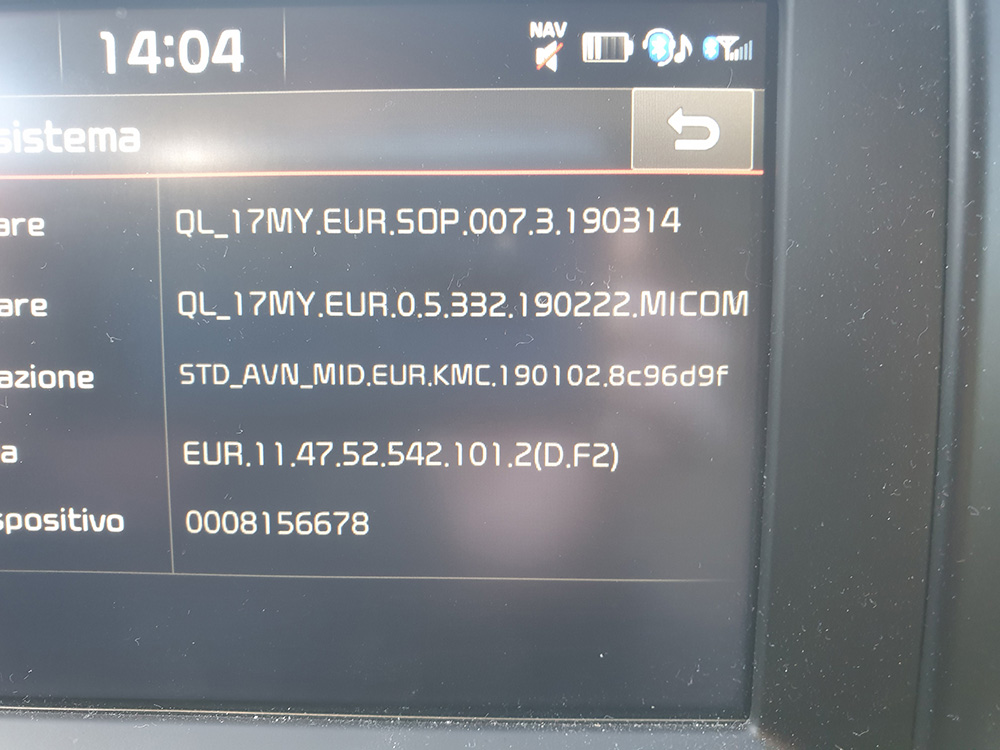 14:04 NAV
sistema
are QL_17MY.EUR.SOP.007.3.190314
are QL_17MY.EUR.0.5.332.190222.MICOM
azione STD_AVN_MID.EUR.KMC.190102.8c96d9f
a EUR.11.47.52.542.101.2(D.F2)
spositivo 0008156678